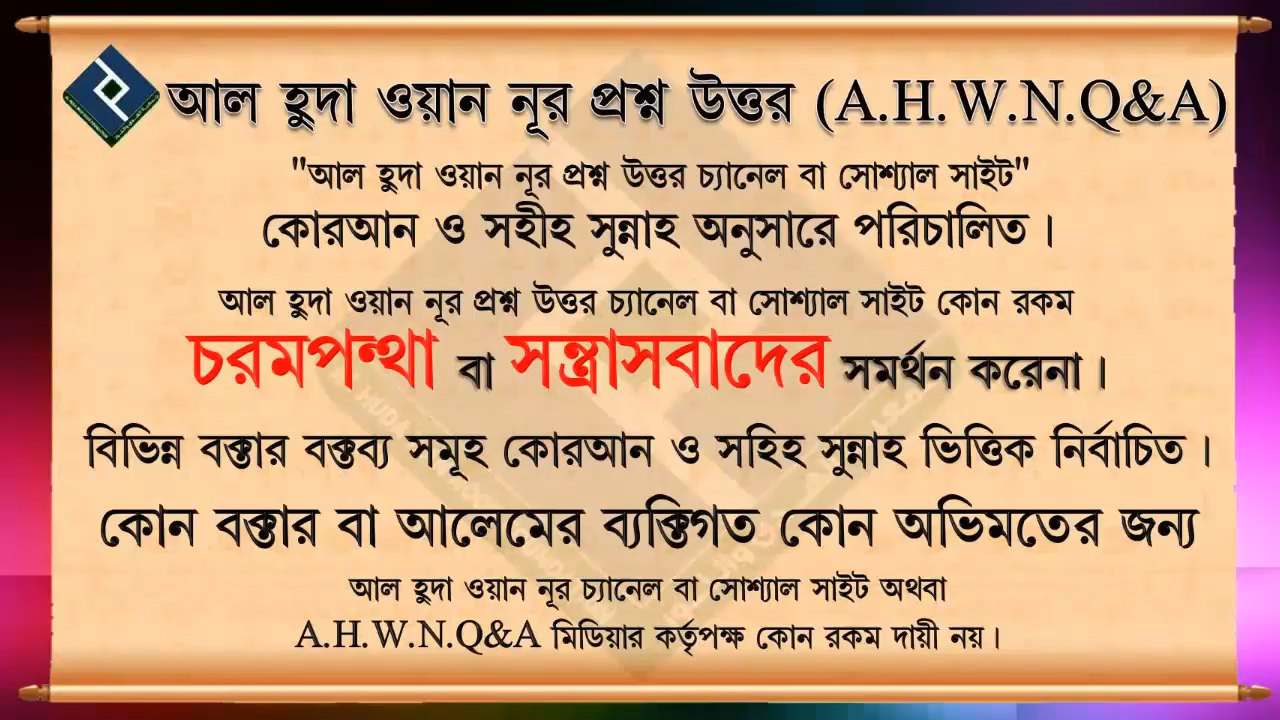 আল হুদা ওয়ান নূর প্রশ্ন উত্তর (A.H.W.N.Q&A)
"আল হুদা ওয়ান নূর প্রশ্ন উত্তর চ্যানেল বা সোশ্যাল সাইট"
কোরআন ও সহীহ সুন্নাহ অনুসারে পরিচালিত।
আল হুদা ওয়ান নূর প্রশ্ন উত্তর চ্যানেল বা সোশ্যাল সাইট কোন রকম
চরমপন্থা বা সন্ত্রাসবাদের সমর্থন করেনা।
বিভিন্ন বক্তার বক্তব্য সমূহ কোরআন ও সহিহ সুন্নাহ ভিত্তিক নির্বাচিত।
কোন বক্তার বা আলেমের ব্যক্তিগত কোন অভিমতের জন্য
আল হুদা ওয়ান নূর চ্যানেল বা সোশ্যাল সাইট অথবা
A.H.W.N.Q&A মিডিয়ার কর্তৃপক্ষ কোন রকম দায়ী নয়।